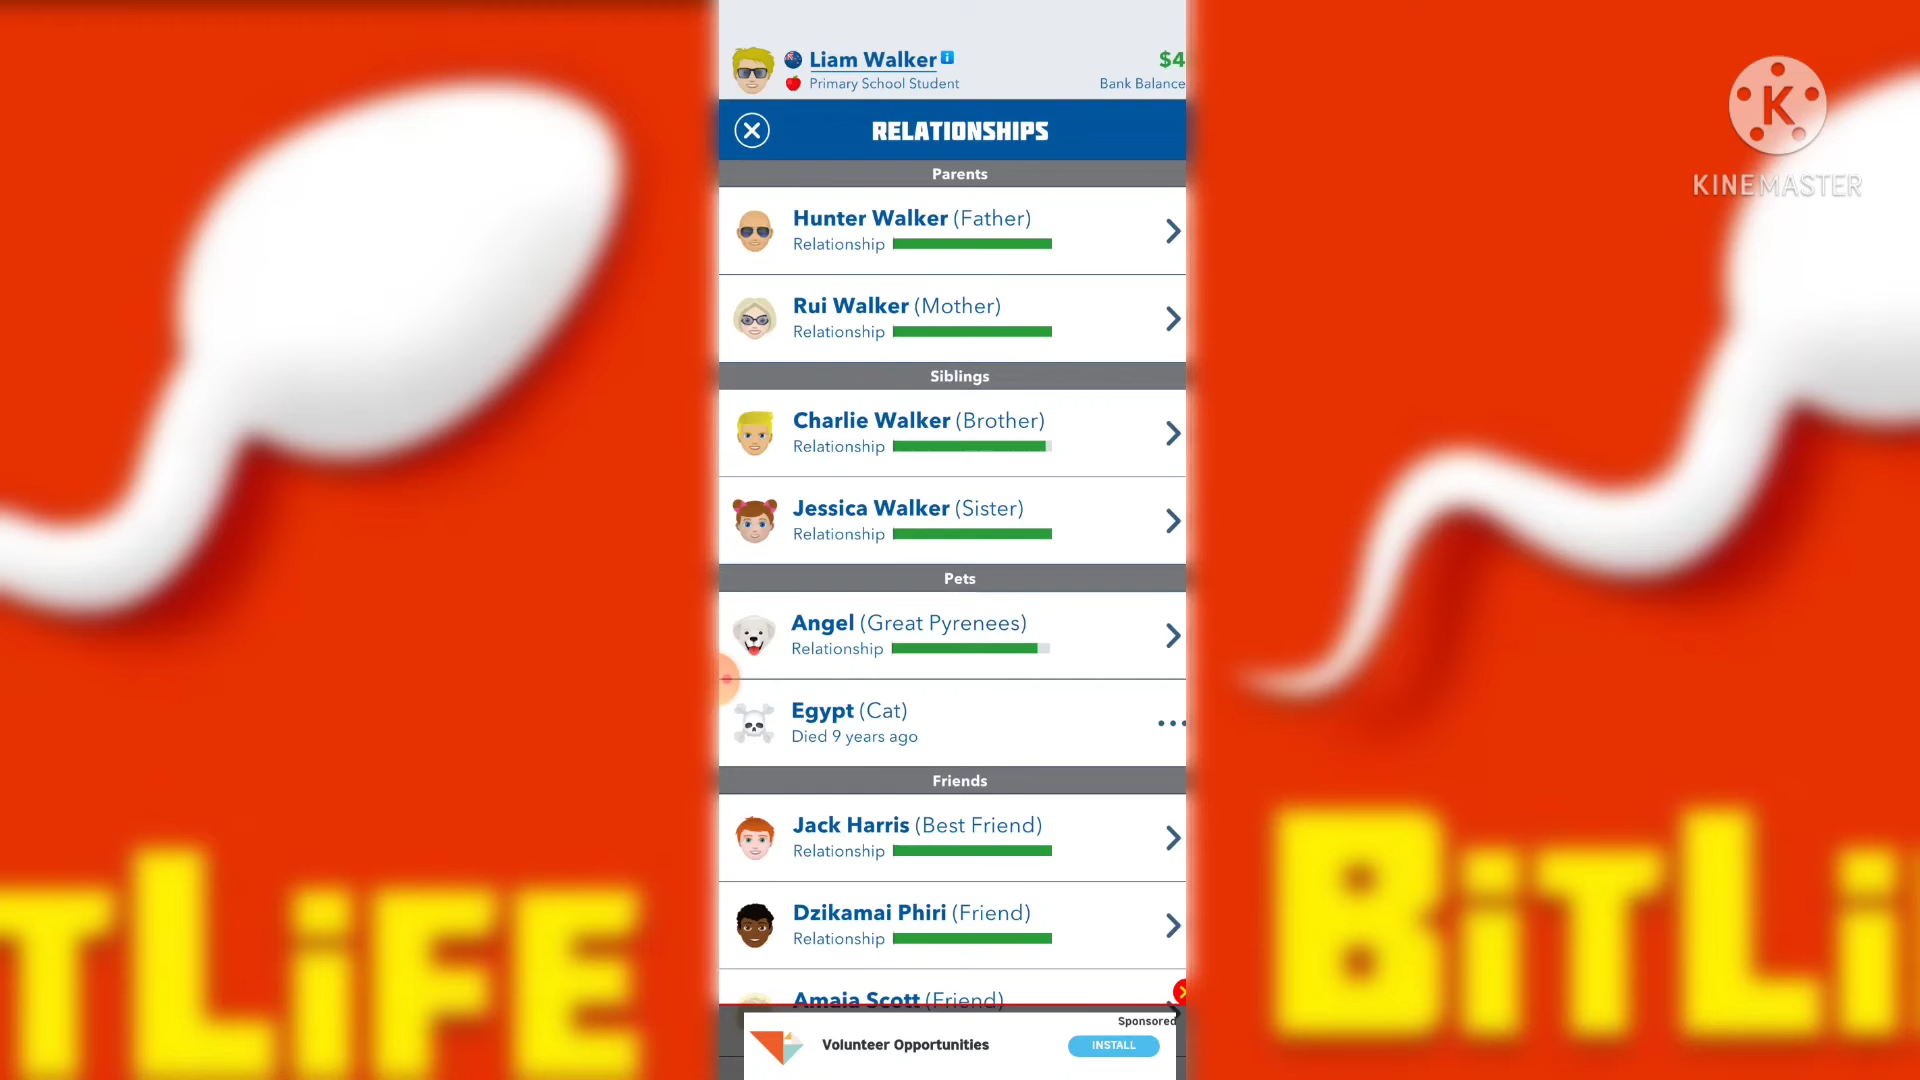 Liam Walker
$4
Primary School Student
Bank Balance
RELATIONSHIPS
Parents
Hunter Walker (Father)
Relationship
Rui Walker (Mother)
Relationship
Siblings
Charlie Walker (Brother)
Relationship
Jessica Walker (Sister)
Relationship
Pets
Angel (Great Pyrenees)
Relationship
Egypt (Cat)
Died 9 years ago
Friends
Jack Harris (Best Friend)
Relationship
Dzikamai Phiri (Friend)
Relationship
Amaia Scott (Friend)
Sponsored
Volunteer Opportunities
INSTALL
K
KINEMASTER
TLiFE
BiTLi